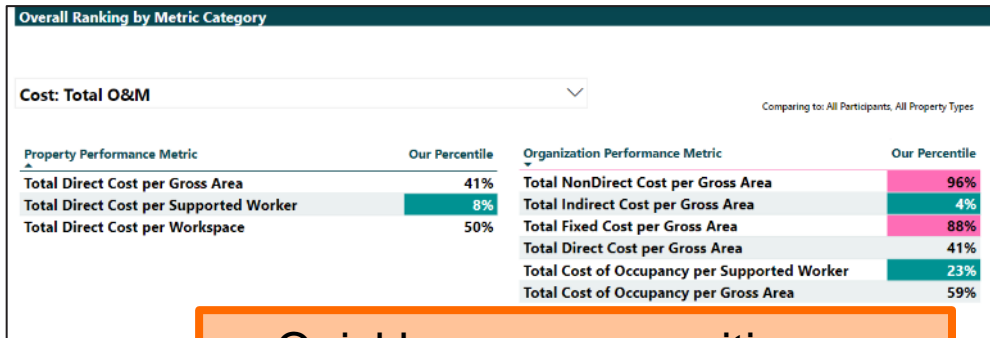 Overall Ranking by Metric Category
Cost: Total O&M
Comparing to: All Participants, All Property Types
Property Performance Metric Our Percentile
Total Direct Cost per Gross Area 41%
Total Direct Cost per Supported Worker 8%
Total Direct Cost per Workspace 50%
Organization Performance Metric Our Percentile
Total NonDirect Cost per Gross Area 96%
Total Indirect Cost per Gross Area 4%
Total Fixed Cost per Gross Area 88%
Total Direct Cost per Gross Area 41%
Total Cost of Occupancy per Supported Worker 23%
Total Cost of Occupancy per Gross Area 59%